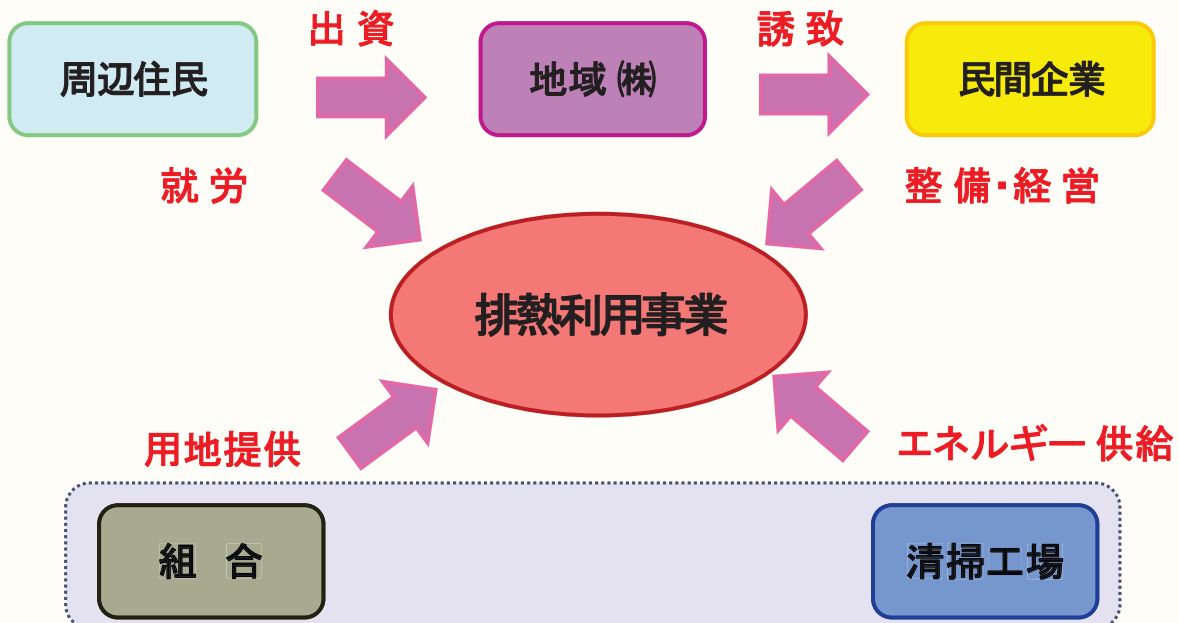 出資
誘致
周辺住民
地域㈱
民間企業
就労
整備・経営
排熱利用事業
用地提供
エネルギー供給
組合
清掃工場